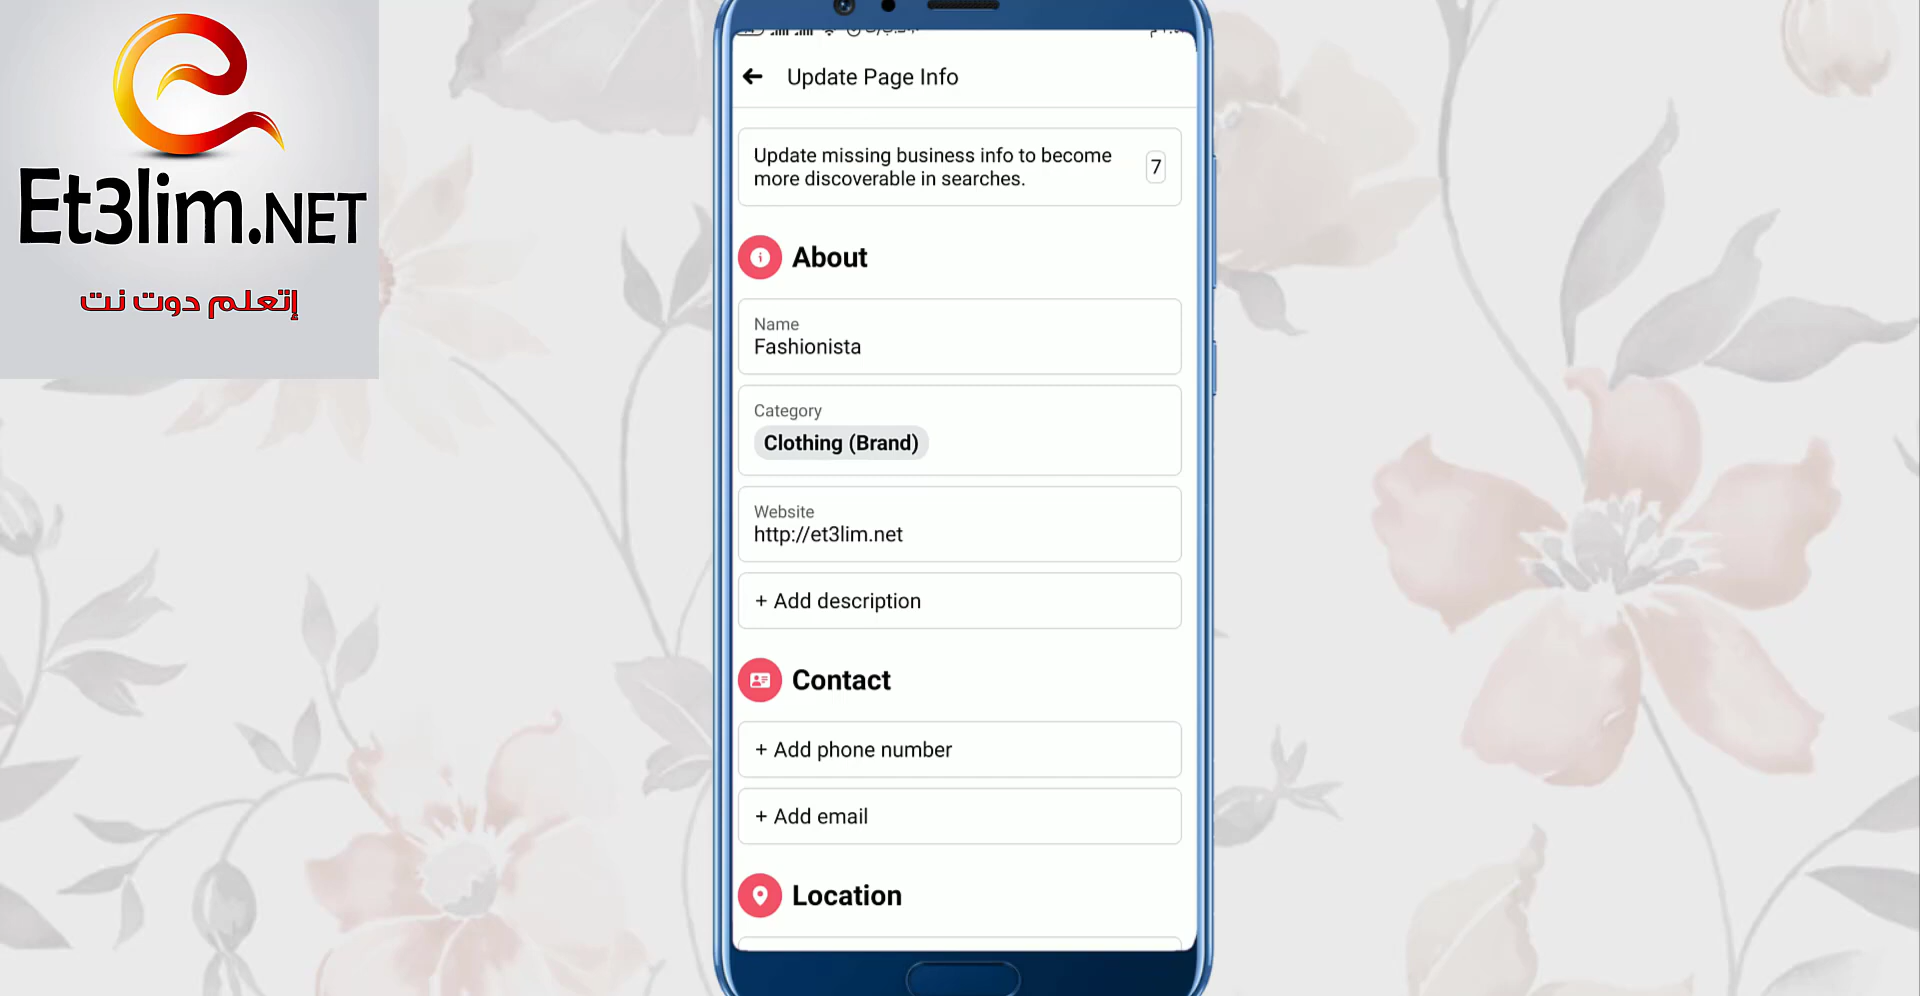 Et3lim.NET
إتعلم دوت نت
Update Page Info
Update missing business info to become
more discoverable in searches.
7
About
Name
Fashionista
Category
Clothing (Brand)
Website
http://et3lim.net
+ Add description
Contact
+ Add phone number
+ Add email
Location